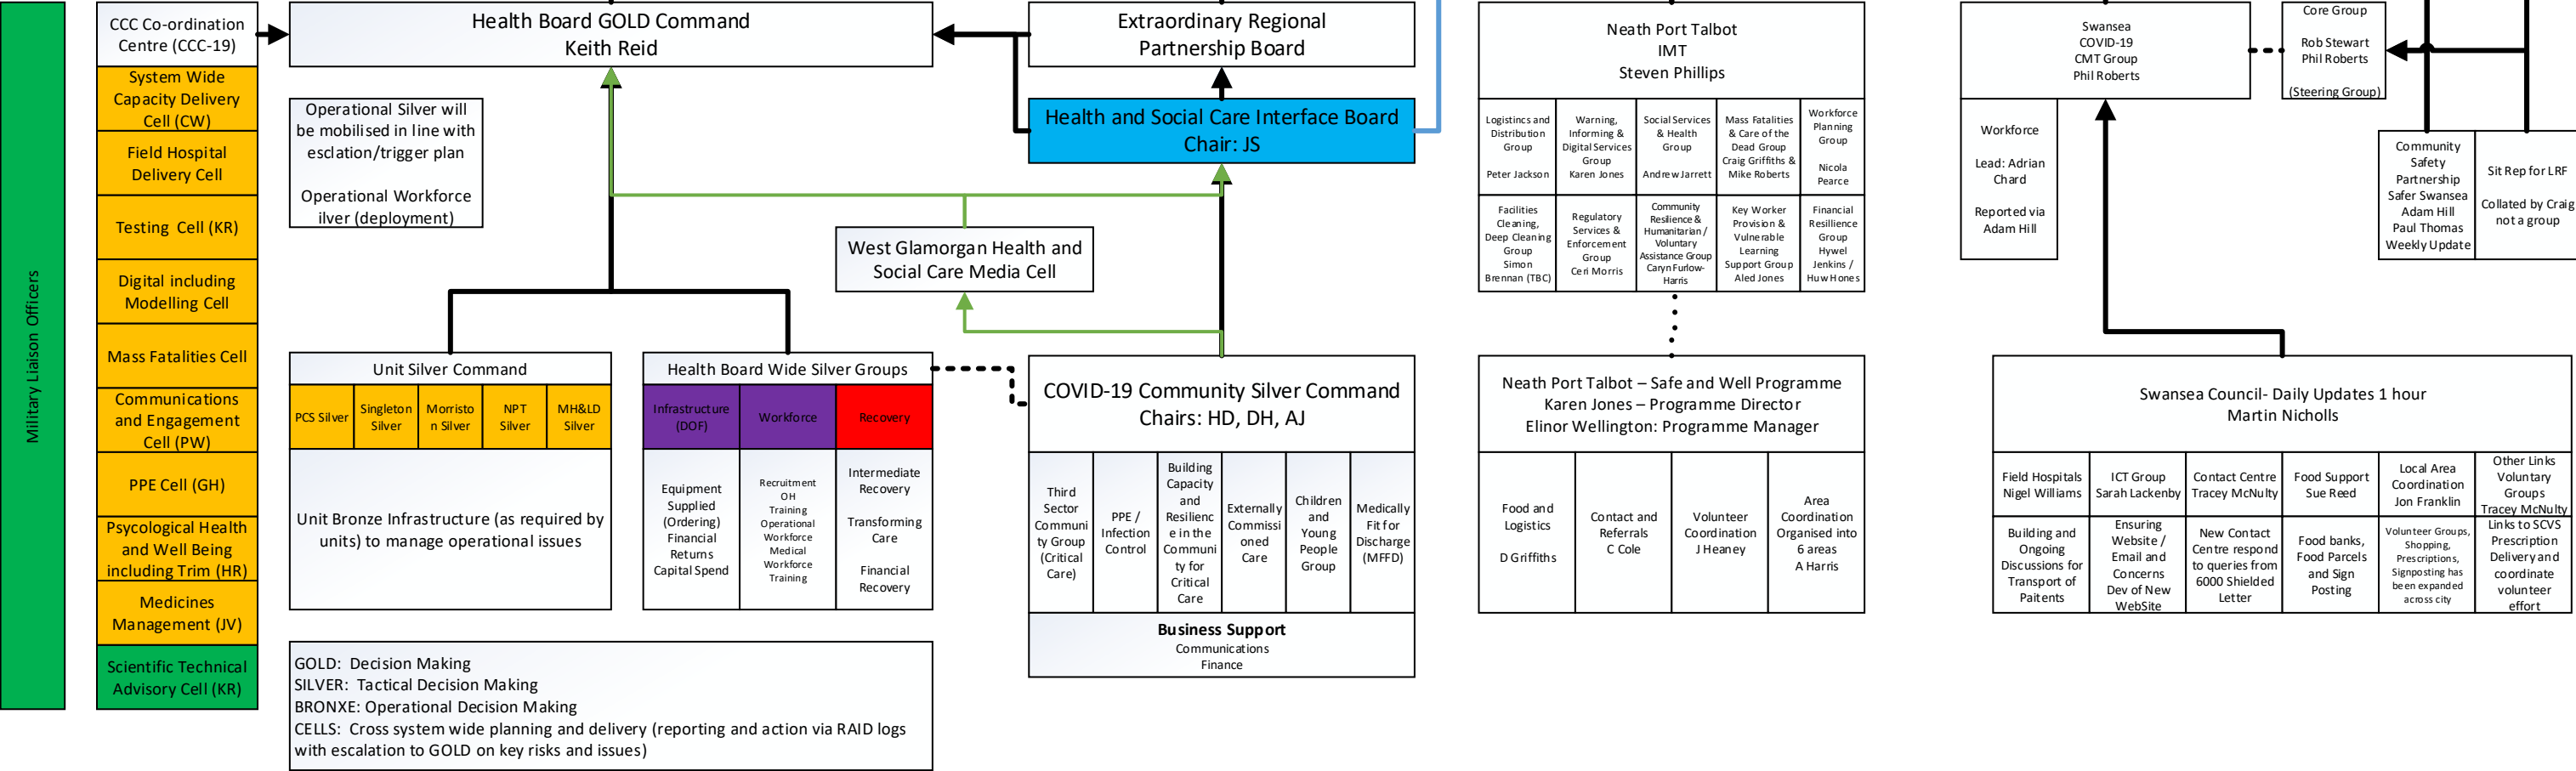 Military Liaison Officers
CCC Co-ordination
Centre (CCC-19)
System Wide
Capacity Delivery
Cell (CW)
Field Hospital
Delivery Cell
Testing Cell (KR)
Digital including
Modelling Cell
Mass Fatalities Cell
Communications
and Engagement
Cell (PW)
PPE Cell (GH)
Psycological Health
and Well Being
including Trim (HR)
Medicines
Management (JV)
Scientific Technical
Advisory Cell (KR)
Health Board GOLD Command
Keith Reid
Operational Silver will
be mobilised in line with
esclation/trigger plan
Operational Workforce
ilver (deployment)
Extraordinary Regional
Partnership Board
Health and Social Care Interface Board
Chair: JS
West Glamorgan Health and
Social Care Media Cell
Unit Silver Command
PCS Silver
Singleton
Silver
Morristo
n Silver
NPT
Silver
MH&LD
Silver
Unit Bronze Infrastructure (as required by
units) to manage operational issues
Health Board Wide Silver Groups
Infrastructure
(DOF)
Workforce
Recovery
Equipment
Supplied
(Ordering)
Financial
Returns
Capital Spend
Recruitment
OH
Training
Operational
Workforce
Medical
Workforce
Training
Intermediate
Recovery
Transforming
Care
Financial
Recovery
GOLD: Decision Making
SILVER: Tactical Decision Making
BRONXE: Operational Decision Making
CELLS: Cross system wide planning and delivery (reporting and action via RAID logs
with escalation to GOLD on key risks and issues)
COVID-19 Community Silver Command
Chairs: HD, DH, AJ
Third
Sector
Communi
ty Group
(Critical
Care)
PPE /
Infection
Control
Building
Capacity
and
Resilienc
e in the
Communi
ty for
Critical
Care
Externally
Commissi
oned
Care
Children
and
Young
People
Group
Medically
Fit for
Discharge
(MFFD)
Business Support
Communications
Finance
Neath Port Talbot
IMT
Steven Phillips
Logistincs and
Distribution
Group
Peter Jackson
Warning,
Informing &
Digital Services
Group
Karen Jones
Social Services
& Health
Group
Andrew Jarrett
Mass Fatalities
& Care of the
Dead Group
Craig Griffiths &
Mike Roberts
Workforce
Planning
Group
Nicola
Pearce
Facilities
Cleaning,
Deep Cleaning
Group
Simon
Brennan (TBC)
Regulatory
Services &
Enforcement
Group
Ceri Morris
Community
Resilience &
Humanitarian /
Voluntary
Assistance Group
Caryn Furlow-
Harris
Key Worker
Provision &
Vulnerable
Learning
Support Group
Aled Jones
Financial
Resillience
Group
Hywel
Jenkins /
Huw Hones
Neath Port Talbot – Safe and Well Programme
Karen Jones – Programme Director
Elinor Wellington: Programme Manager
Food and
Logistics
D Griffiths
Contact and
Referrals
C Cole
Volunteer
Coordination
J Heaney
Area
Coordination
Organised into
6 areas
A Harris
Swansea
COVID-19
CMT Group
Phil Roberts
Core Group
Rob Stewart
Phil Roberts
(Steering Group)
Workforce
Lead: Adrian
Chard
Reported via
Adam Hill
Community
Safety
Partnership
Safer Swansea
Adam Hill
Paul Thomas
Weekly Update
Sit Rep for LRF
Collated by Craig
not a group
Swansea Council- Daily Updates 1 hour
Martin Nicholls
Field Hospitals
Nigel Williams
ICT Group
Sarah Lackenby
Contact Centre
Tracey McNulty
Food Support
Sue Reed
Local Area
Coordination
Jon Franklin
Other Links
Voluntary
Groups
Tracey McNulty
Building and
Ongoing
Discussions for
Transport of
Paitents
Ensuring
Website /
Email and
Concerns
Dev of New
WebSite
New Contact
Centre respond
to queries from
6000 Shielded
Letter
Food banks,
Food Parcels
and Sign
Posting
Volunteer Groups,
Shopping,
Prescriptions,
Signposting has
been expanded
across city
Links to SCVS
Prescription
Delivery and
coordinate
volunteer
effort